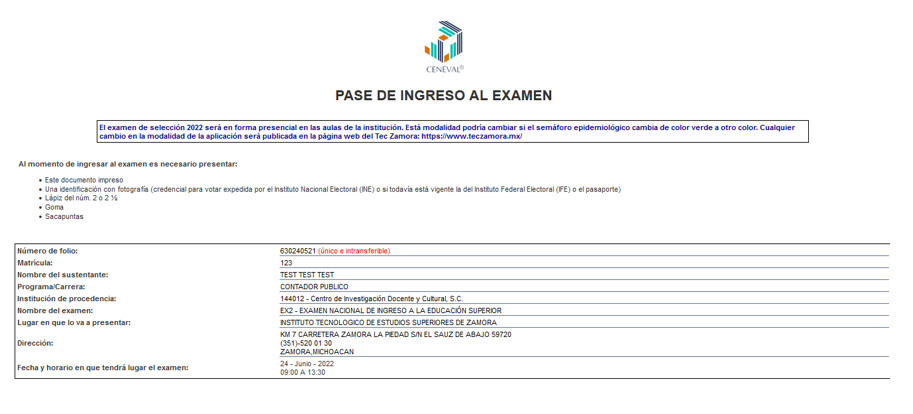 CENEVAL®
PASE DE INGRESO AL EXAMEN
El examen de selección 2022 será en forma presencial en las aulas de la institución. Está modalidad podría cambiar si el semáforo epidemiológico cambia de color verde a otro color. Cualquier
cambio en la modalidad de la aplicación será publicada en la página web del Tec Zamora: https://www.teczamora.mx/
Al momento de ingresar al examen es necesario presentar:
• Este documento impreso
• Una identificación con fotografía (credencial para votar expedida por el Instituto Nacional Electoral (INE) o si todavía está vigente la del Instituto Federal Electoral (IFE) o el pasaporte)
• Lápiz del núm. 2 o 2 ½
• Goma
• Sacapuntas
Número de folio: 630240521 (único e intransferible)
Matrícula: 123
Nombre del sustentante: TEST TEST TEST
Programa/Carrera: CONTADOR PUBLICO
Institución de procedencia: 144012 - Centro de Investigación Docente y Cultural, S.C.
Nombre del examen: EX2 - EXAMEN NACIONAL DE INGRESO A LA EDUCACIÓN SUPERIOR
Lugar en que lo va a presentar: INSTITUTO TECNOLOGICO DE ESTUDIOS SUPERIORES DE ZAMORA
Dirección: KM 7 CARRETERA ZAMORA LA PIEDAD S/N EL SAUZ DE ABAJO 59720
(351)-520 01 30
ZAMORA,MICHOACAN
Fecha y horario en que tendrá lugar el examen: 24 - Junio - 2022
09:00 A 13:30